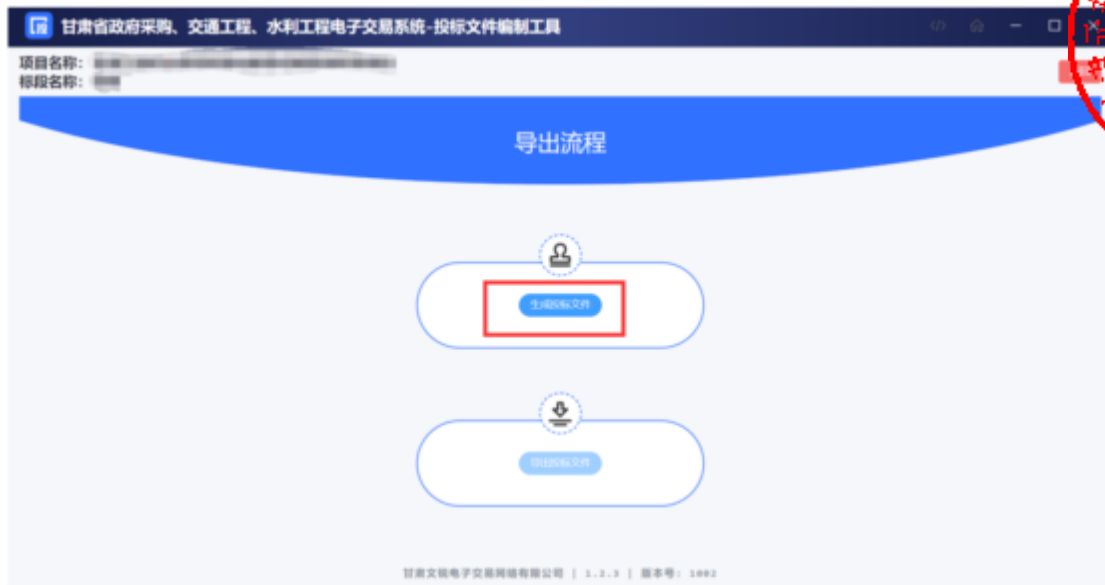 投 甘肃省政府采购、交通工程、水利工程电子交易系统-投标文件编制工具
项目名称：
标段名称：
导出流程
生成投标文件
导出投标文件
甘肃文锐电子交易网络有限公司 | 1.2.3 | 版本号: 1002